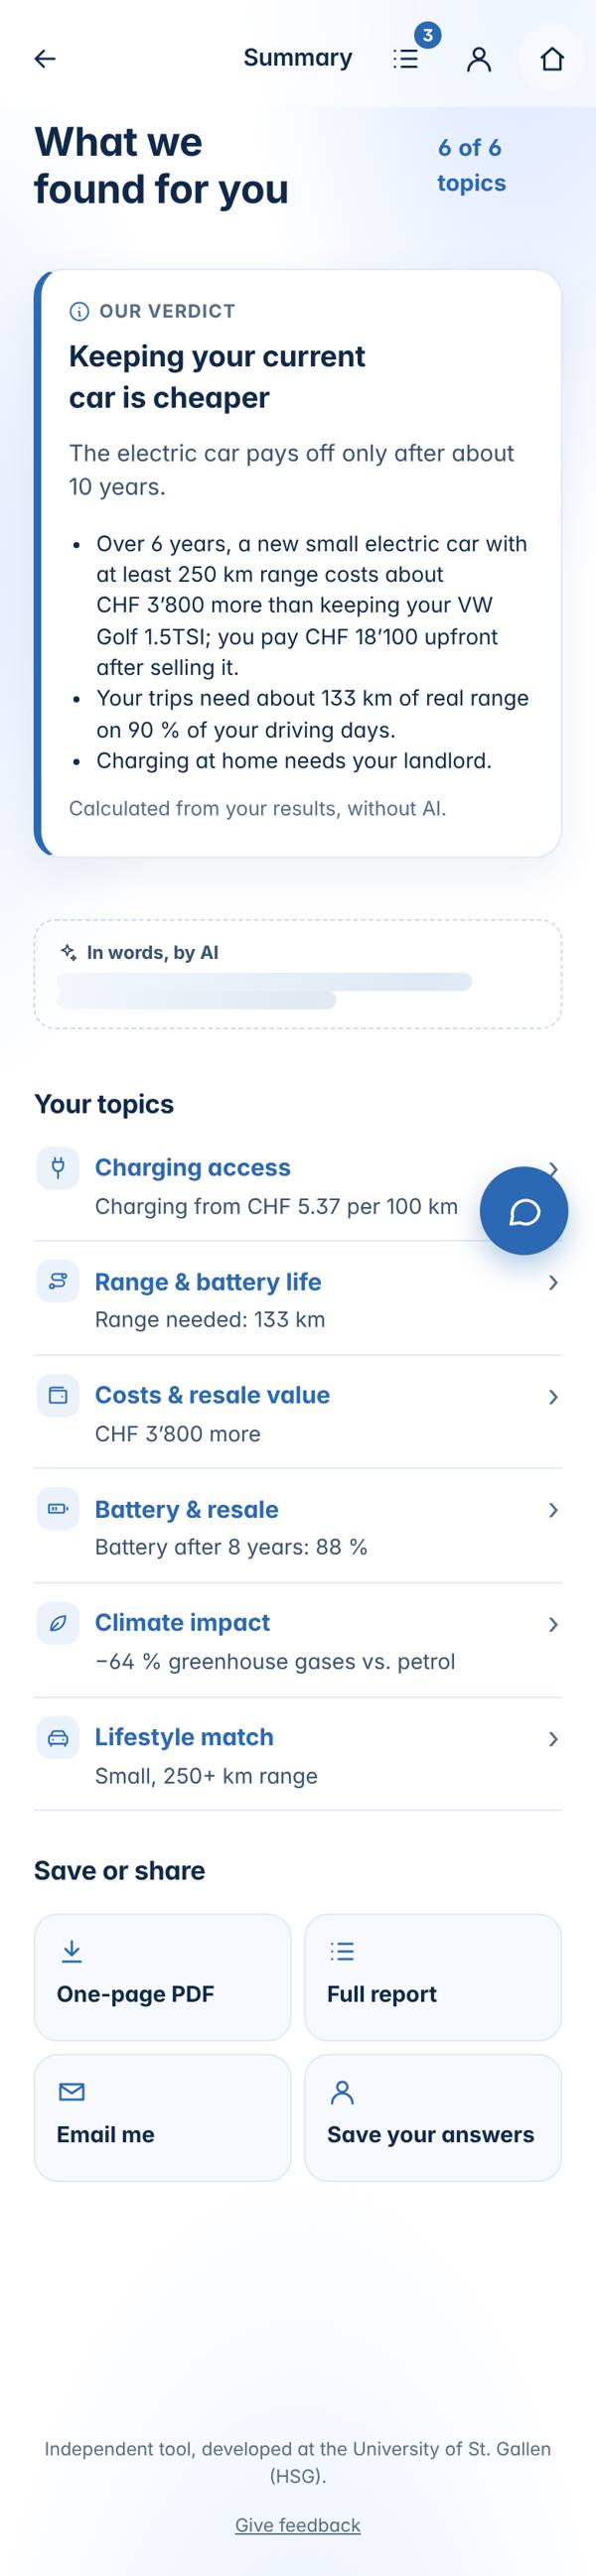 Summary
3
What we
found for you
6 of 6
topics
OUR VERDICT
Keeping your current
car is cheaper
The electric car pays off only after about
10 years.
• Over 6 years, a new small electric car with
at least 250 km range costs about
CHF 3’800 more than keeping your VW
Golf 1.5TSI; you pay CHF 18’100 upfront
after selling it.
• Your trips need about 133 km of real range
on 90 % of your driving days.
• Charging at home needs your landlord.
Calculated from your results, without AI.
In words, by AI
Your topics
Charging access
Charging from CHF 5.37 per 100 km
Range & battery life
Range needed: 133 km
Costs & resale value
CHF 3’800 more
Battery & resale
Battery after 8 years: 88 %
Climate impact
−64 % greenhouse gases vs. petrol
Lifestyle match
Small, 250+ km range
Save or share
One-page PDF
Full report
Email me
Save your answers
Independent tool, developed at the University of St. Gallen
(HSG).
Give feedback